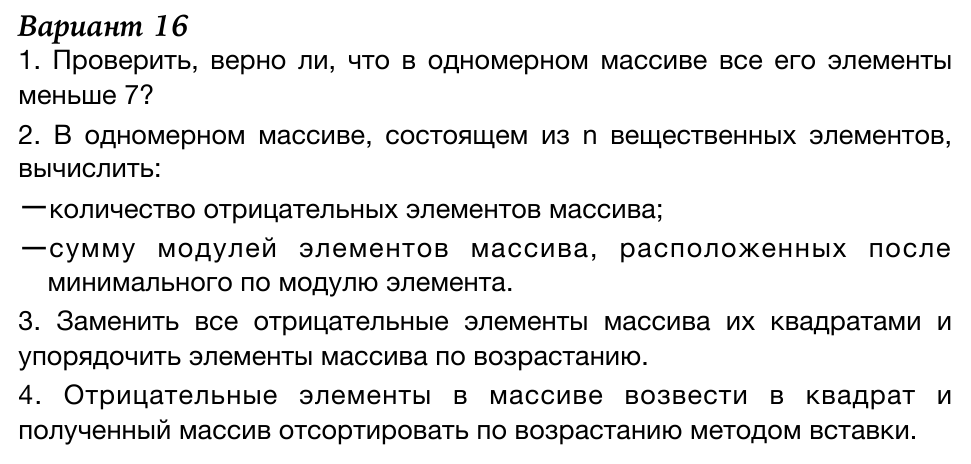 Вариант 16
1. Проверить, верно ли, что в одномерном массиве все его элементы
меньше 7?
2. В одномерном массиве, состоящем из n вещественных элементов,
вычислить:
—количество отрицательных элементов массива;
—сумму модулей элементов массива, расположенных после
минимального по модулю элемента.
3. Заменить все отрицательные элементы массива их квадратами и
упорядочить элементы массива по возрастанию.
4. Отрицательные элементы в массиве возвести в квадрат и
полученный массив отсортировать по возрастанию методом вставки.